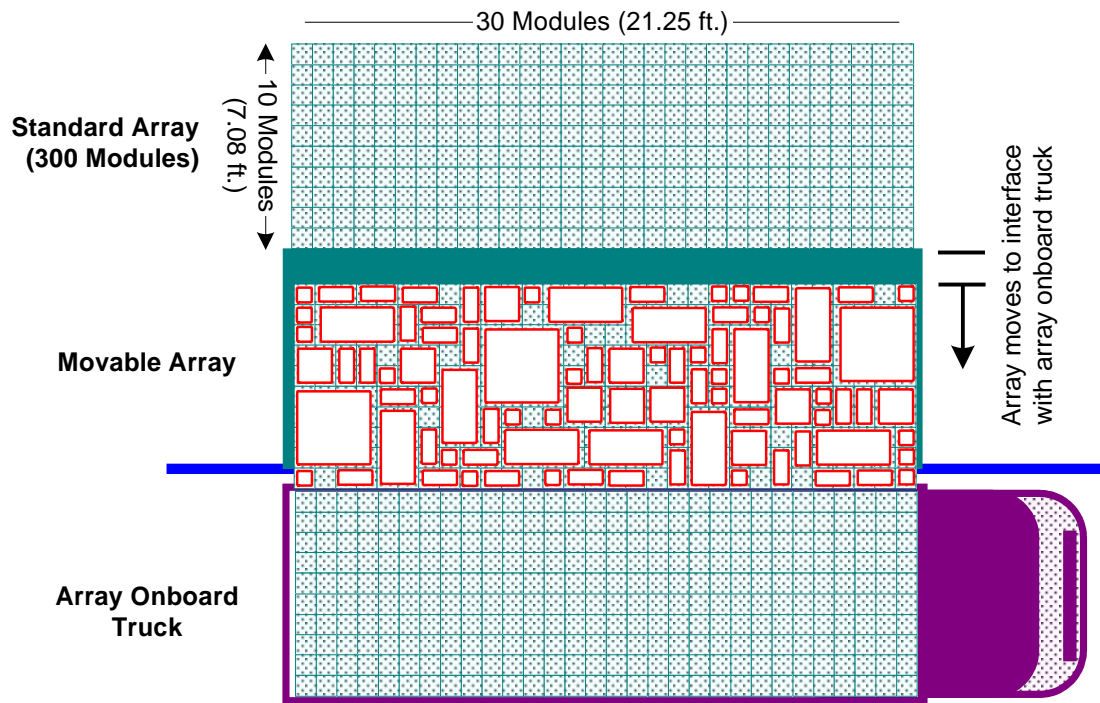 30 Modules (21.25 ft.)
10 Modules
(7.08 ft.)
Standard Array
(300 Modules)
Array moves to interface
with array onboard truck
Movable Array
Array Onboard
Truck